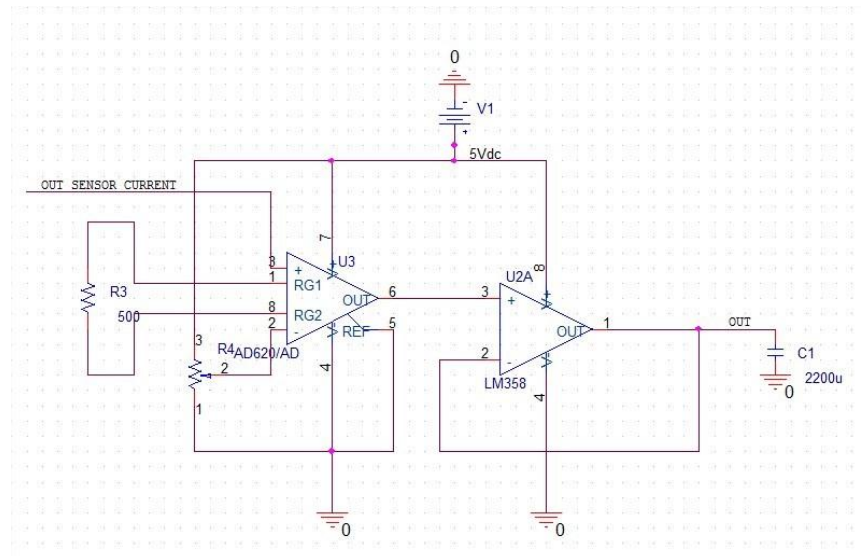 0
V1
5Vdc
OUT SENSOR CURRENT
7
U3
3
+
1
RG1
R3
500
8
RG2
2
-
OUT
6
REF
5
4
R4
AD620/AD
3
2
1
0
U2A
8
3
+
OUT
1
2
-
LM358
4
0
OUT
C1
2200u
0